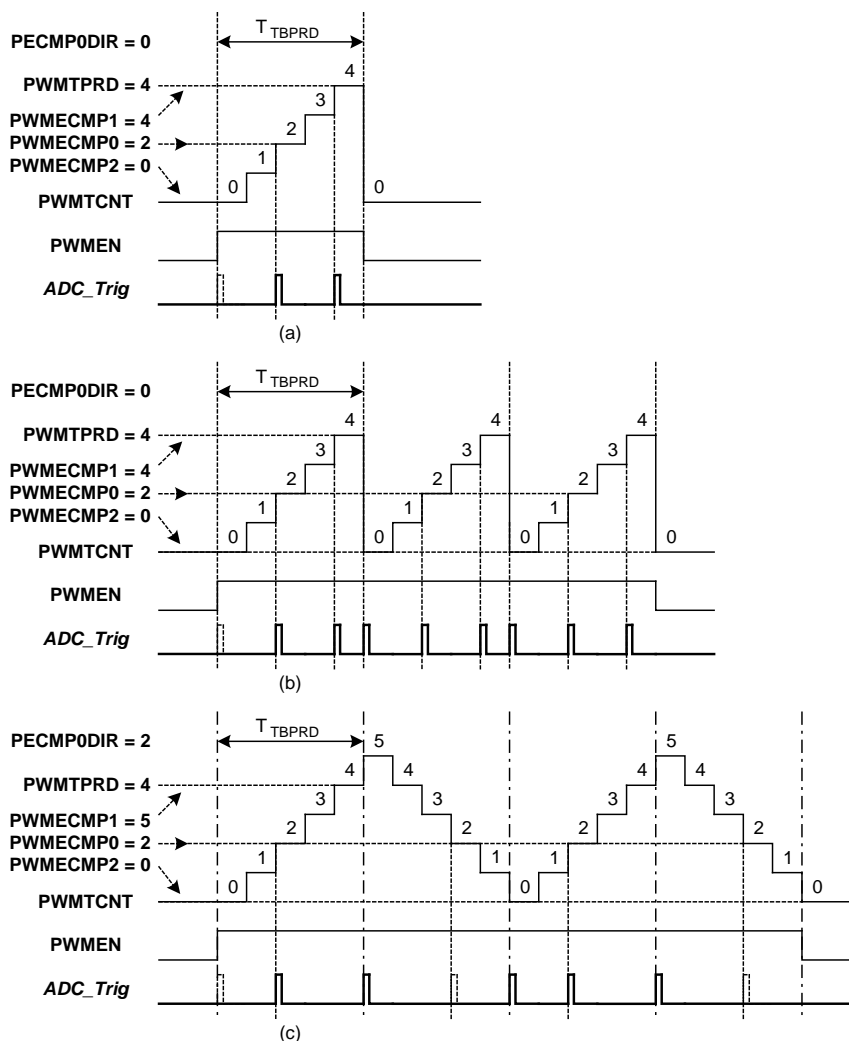 PECMP0DIR = 0
T TBPRD
PWMTPRD = 4
4
PWMECMP1 = 4
3
PWMECMP0 = 2
2
PWMECMP2 = 0
1
0
0
PWMTCNT
PWMEN
ADC_Trig
(a)
PECMP0DIR = 0
T TBPRD
4 4 4
PWMTPRD = 4
3 3 3
PWMECMP1 = 4
2 2 2
PWMECMP0 = 2
1 1 1
PWMECMP2 = 0
0 0 0 0
PWMTCNT
PWMEN
ADC_Trig
(b)
PECMP0DIR = 2
T TBPRD
5 5
4 4 4 4
PWMTPRD = 4
3 3 3 3
PWMECMP1 = 5
2 2 2 2
PWMECMP0 = 2
1 1 1 1
PWMECMP2 = 0
0 0 0
PWMTCNT
PWMEN
ADC_Trig
(c)